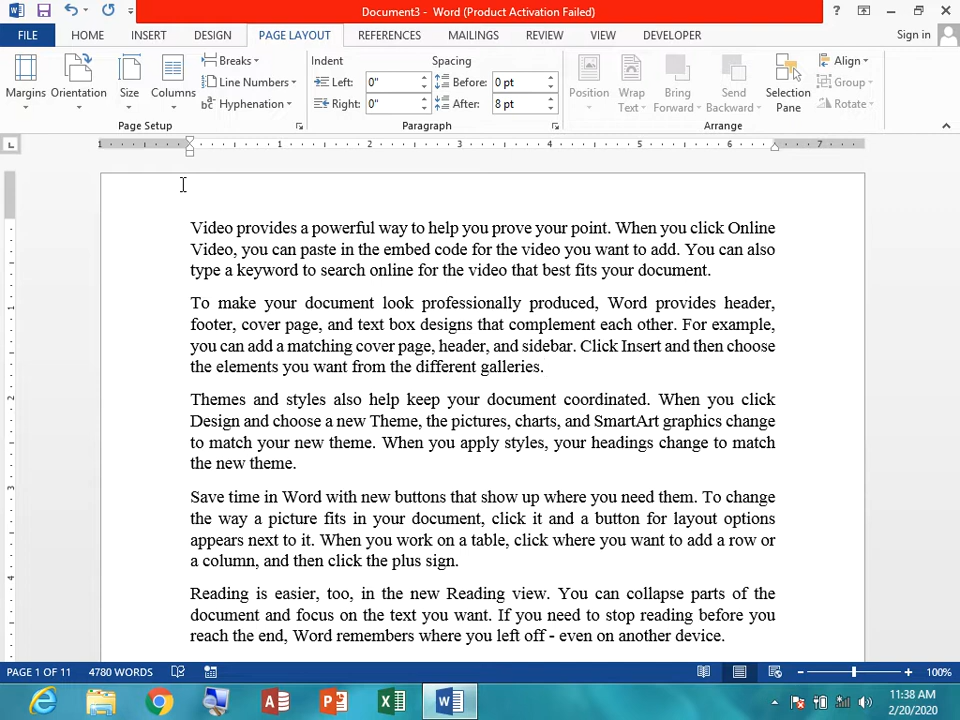 Document3 - Word (Product Activation Failed)
FILE HOME INSERT DESIGN PAGE LAYOUT REFERENCES MAILINGS REVIEW VIEW DEVELOPER Sign in
Margins
Orientation
Size
Columns
Breaks
Line Numbers
Hyphenation
Page Setup
Indent
Left: 0"
Right: 0"
Spacing
Before: 0 pt
After: 8 pt
Paragraph
Position
Wrap
Text
Bring
Forward
Send
Backward
Selection
Pane
Align
Group
Rotate
Arrange
1 1 2 3 4 5 6 7
Video provides a powerful way to help you prove your point. When you click Online
Video, you can paste in the embed code for the video you want to add. You can also
type a keyword to search online for the video that best fits your document.
To make your document look professionally produced, Word provides header,
footer, cover page, and text box designs that complement each other. For example,
you can add a matching cover page, header, and sidebar. Click Insert and then choose
the elements you want from the different galleries.
Themes and styles also help keep your document coordinated. When you click
Design and choose a new Theme, the pictures, charts, and SmartArt graphics change
to match your new theme. When you apply styles, your headings change to match
the new theme.
Save time in Word with new buttons that show up where you need them. To change
the way a picture fits in your document, click it and a button for layout options
appears next to it. When you work on a table, click where you want to add a row or
a column, and then click the plus sign.
Reading is easier, too, in the new Reading view. You can collapse parts of the
document and focus on the text you want. If you need to stop reading before you
reach the end, Word remembers where you left off - even on another device.
1
2
3
4
PAGE 1 OF 11 4780 WORDS 100%
11:38 AM
2/20/2020